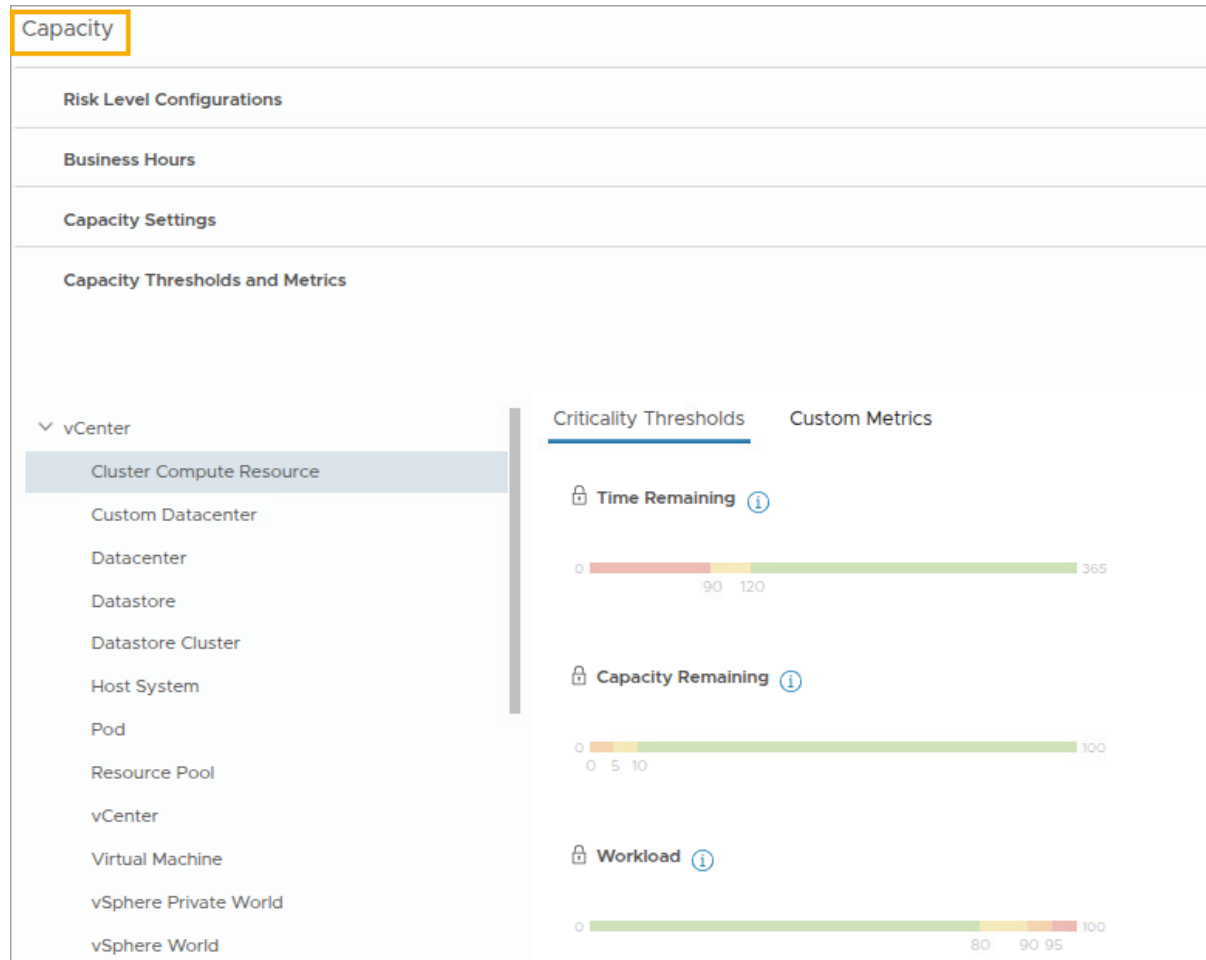 Capacity
Risk Level Configurations
Business Hours
Capacity Settings
Capacity Thresholds and Metrics
vCenter
Cluster Compute Resource
Custom Datacenter
Datacenter
Datastore
Datastore Cluster
Host System
Pod
Resource Pool
vCenter
Virtual Machine
vSphere Private World
vSphere World
Criticality Thresholds Custom Metrics
Time Remaining
0 365
90 120
Capacity Remaining
0 100
0 5 10
Workload
0 100
80 90 95